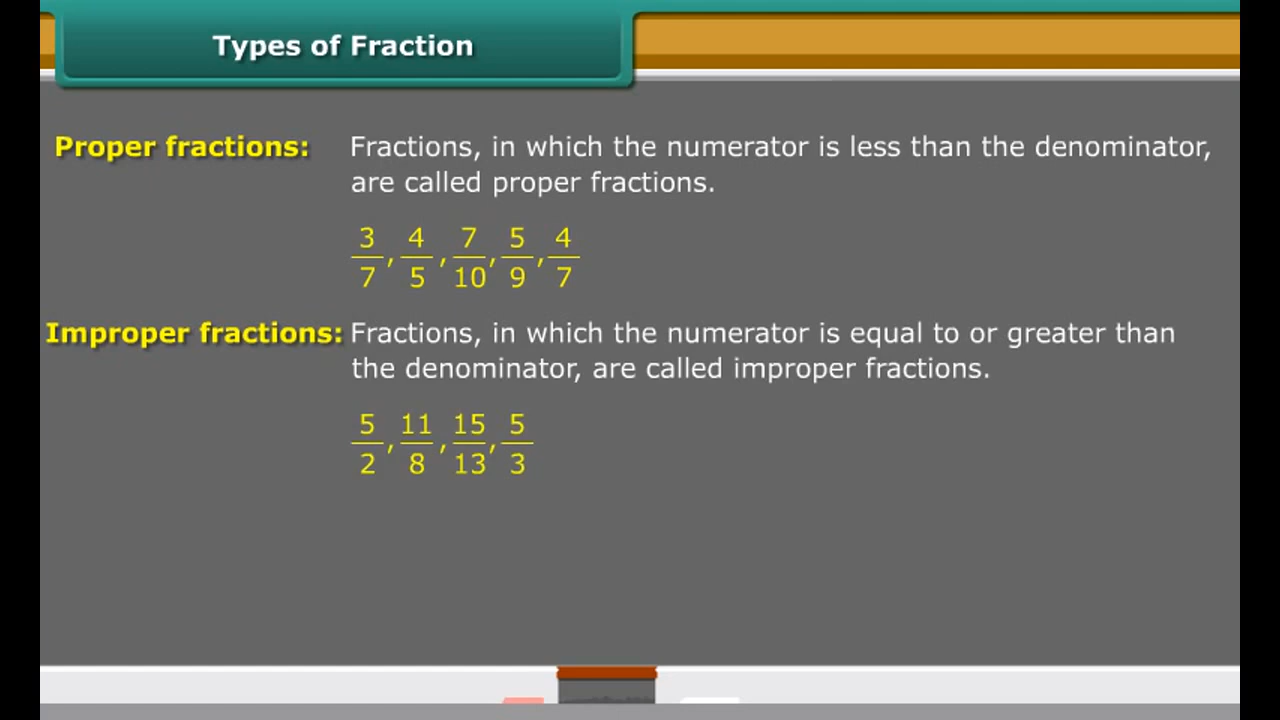 Types of Fraction
Proper fractions: Fractions, in which the numerator is less than the denominator,
are called proper fractions.
3/7, 4/5, 7/10, 5/9, 4/7
Improper fractions: Fractions, in which the numerator is equal to or greater than
the denominator, are called improper fractions.
5/2, 11/8, 15/13, 5/3